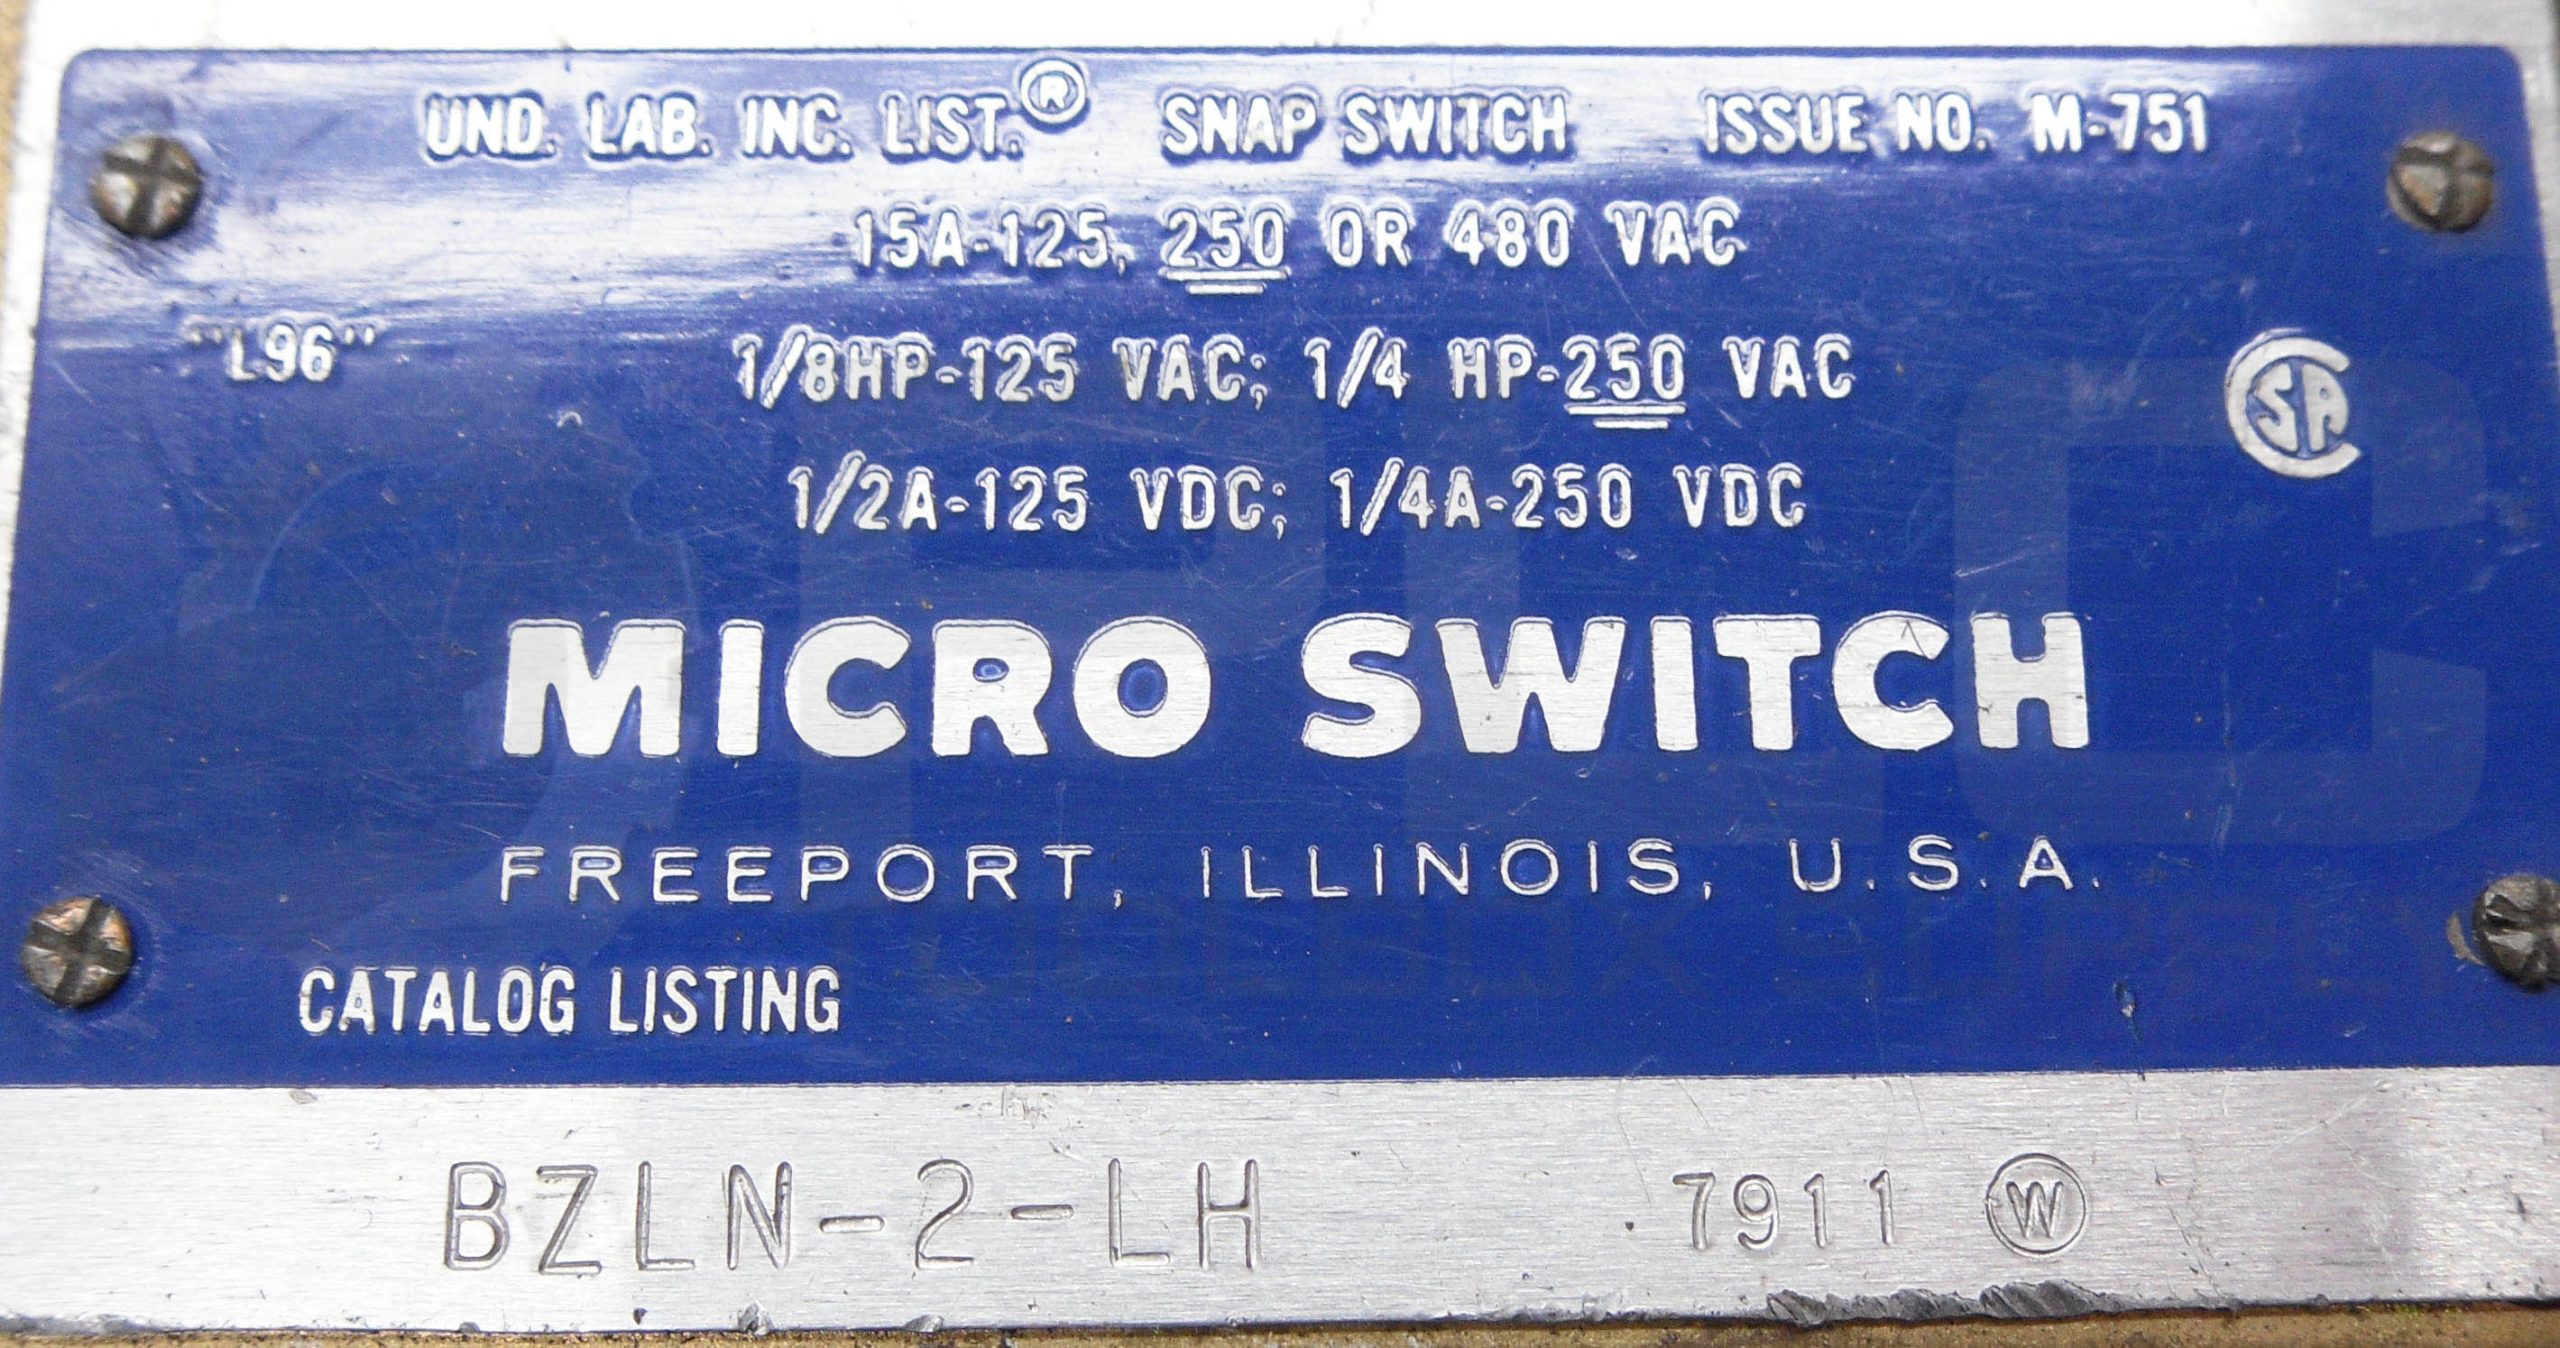 UND. LAB. INC. LIST.® SNAP SWITCH ISSUE NO. M-751
15A-125, 250 OR 480 VAC
"L96" 1/8HP-125 VAC; 1/4 HP-250 VAC
CSA
1/2A-125 VDC; 1/4A-250 VDC
MICRO SWITCH
FREEPORT, ILLINOIS, U.S.A.
CATALOG LISTING
BZLN-2-LH 7911 W